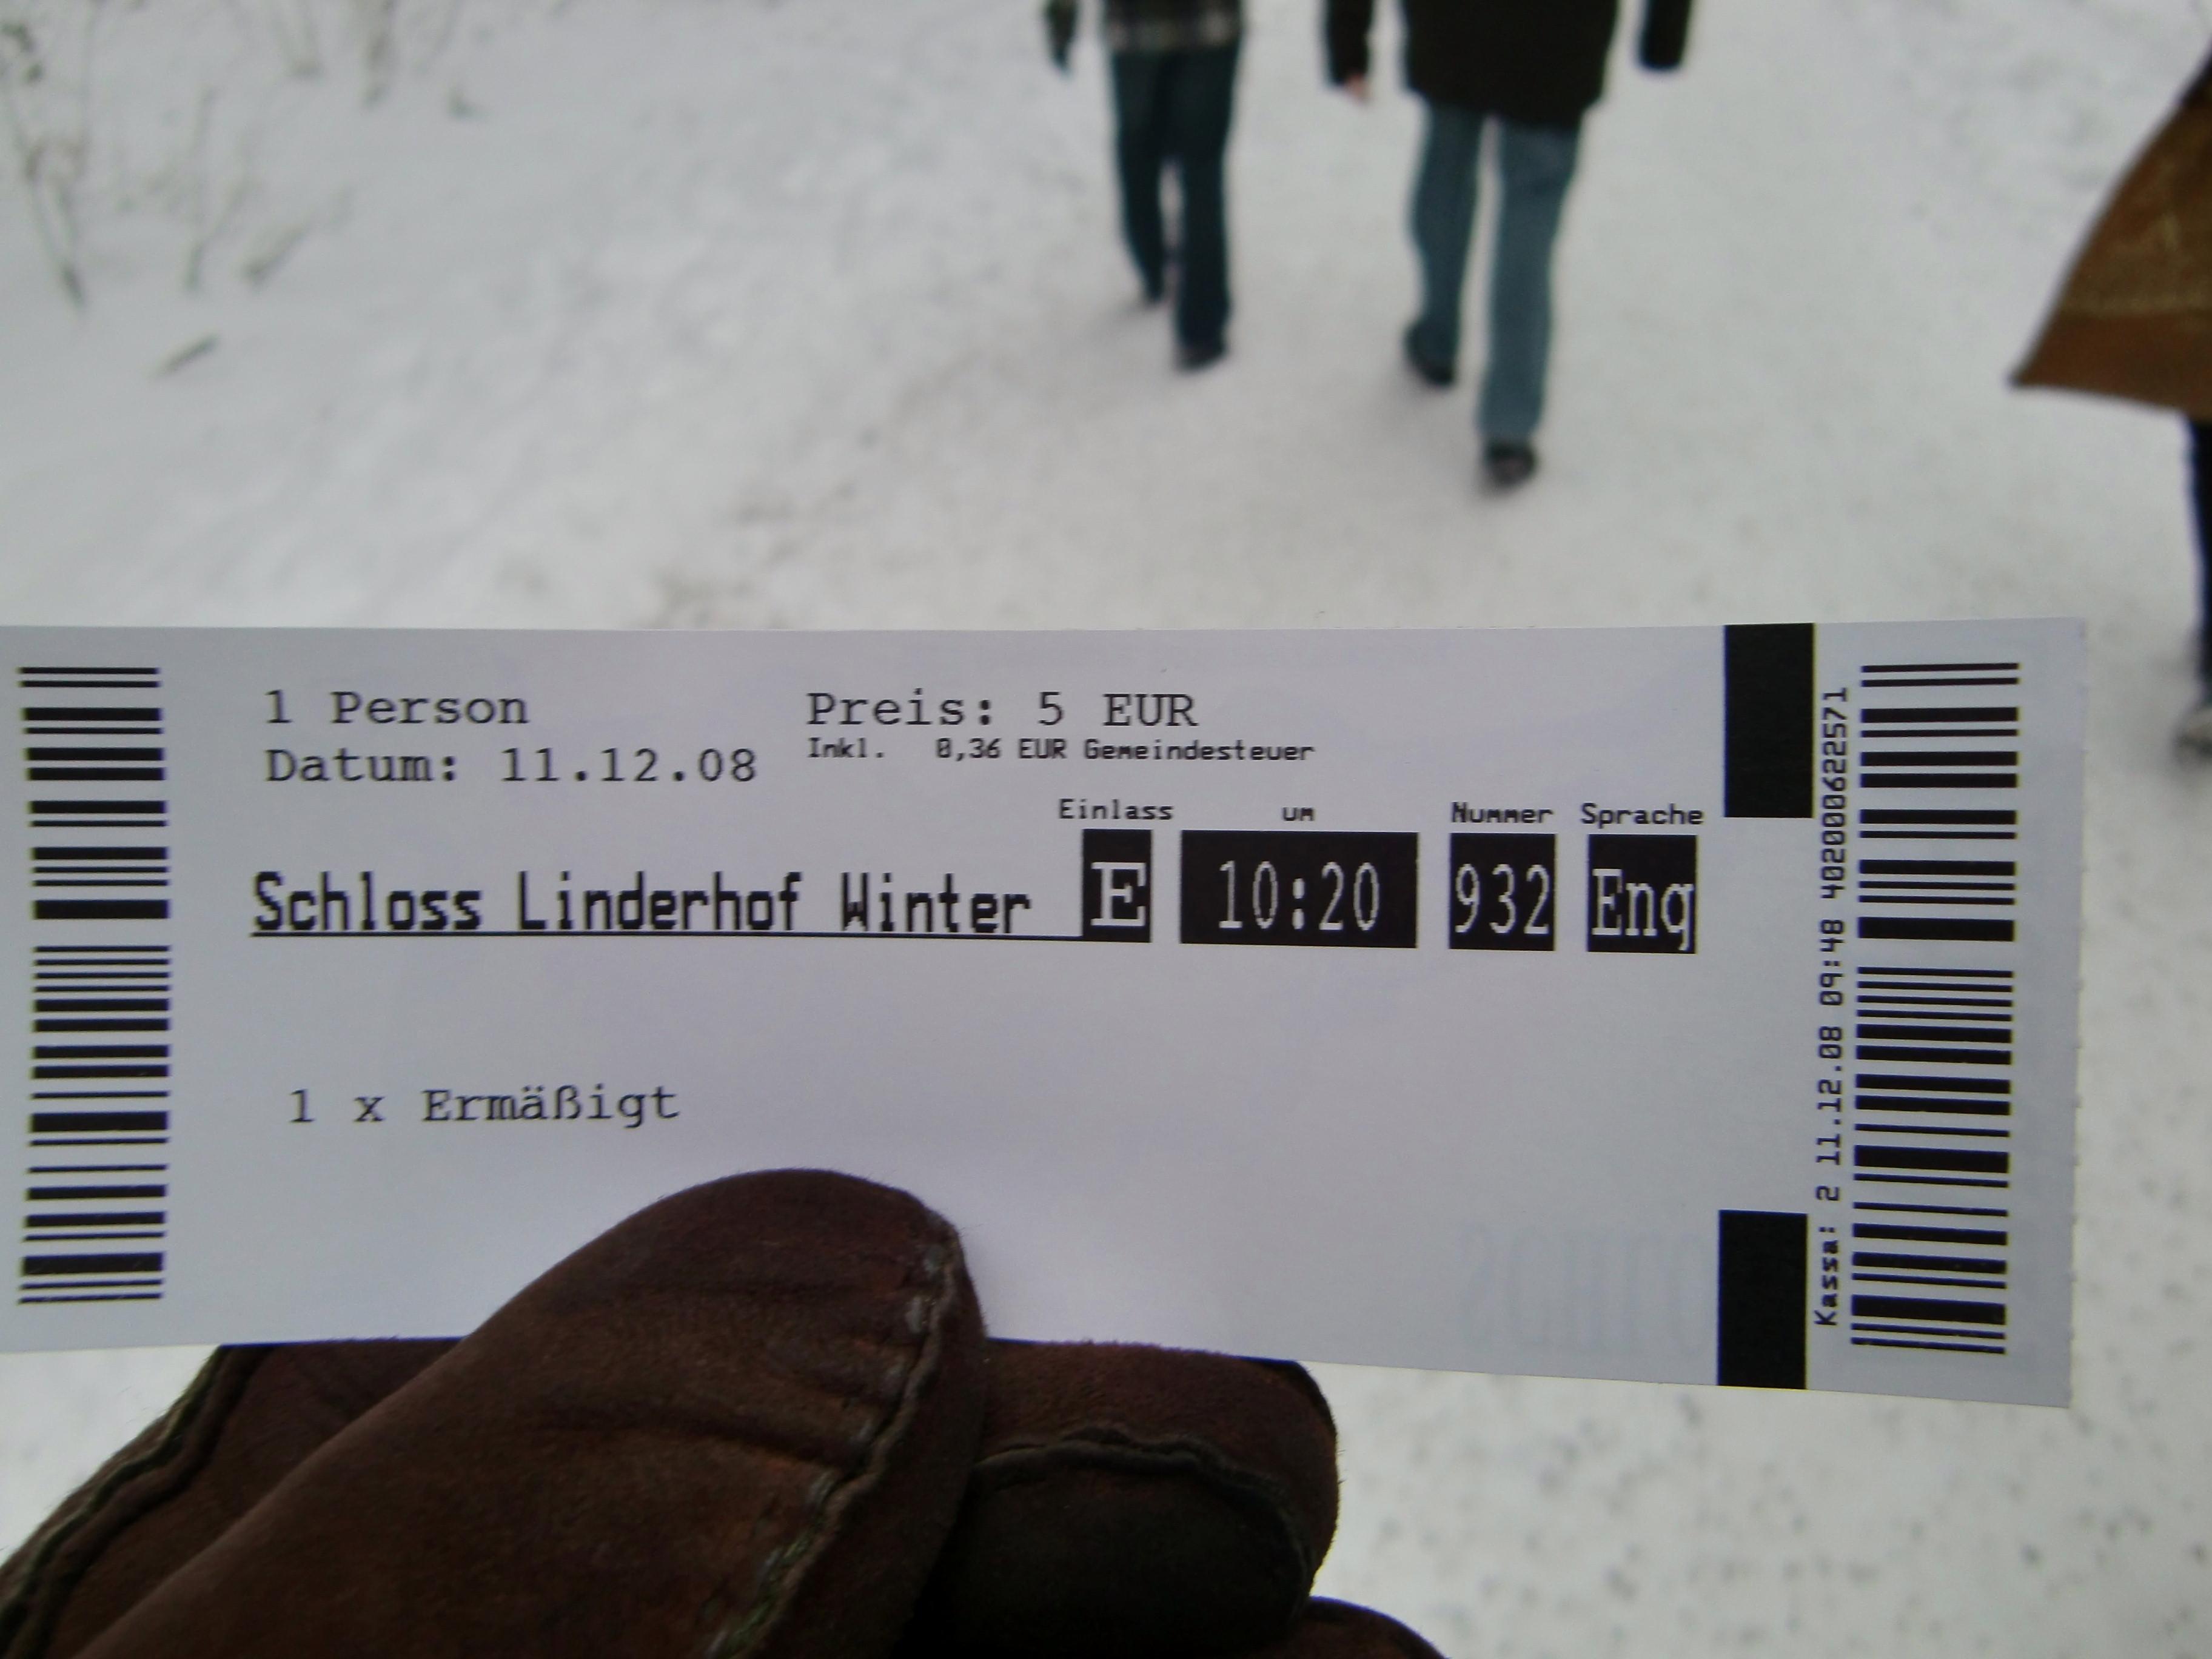 1 Person
Preis: 5 EUR
Datum: 11.12.08
Inkl. 0,36 EUR Gemeindesteuer
Einlass um Nummer Sprache
Schloss Linderhof Winter E 10:20 932 Eng
1 x Ermäßigt
Kassa: 2 11.12.08 09:48 402000622571